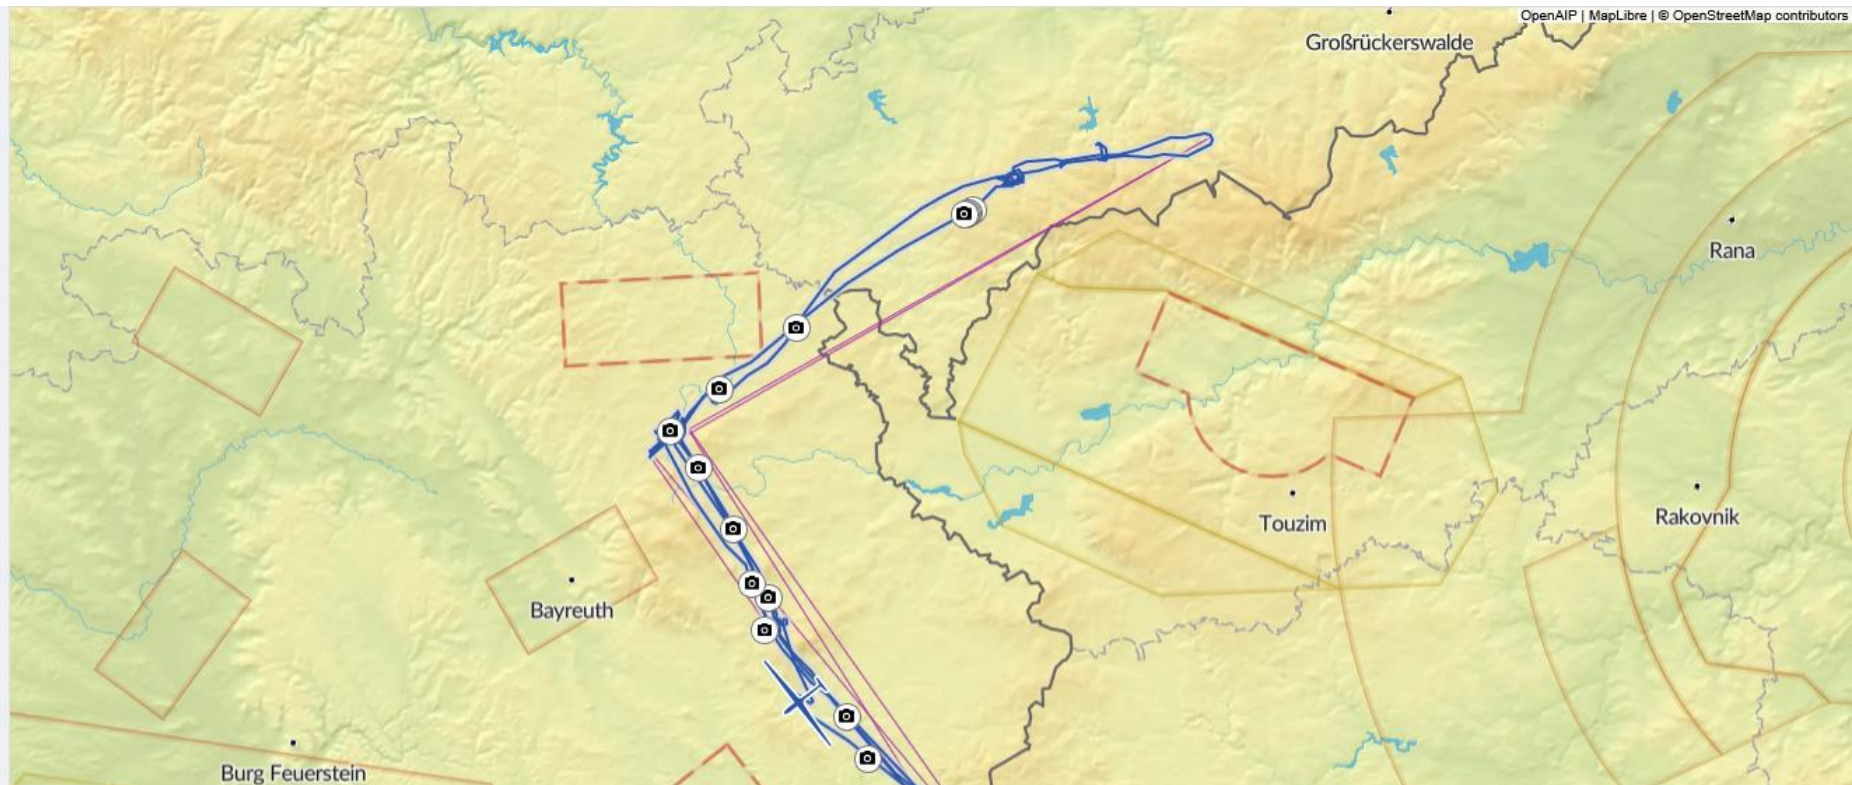 OpenAIP | MapLibre | © OpenStreetMap contributors
Großrückerswalde
Rana
Rakovnik
Touzim
Bayreuth
Burg Feuerstein